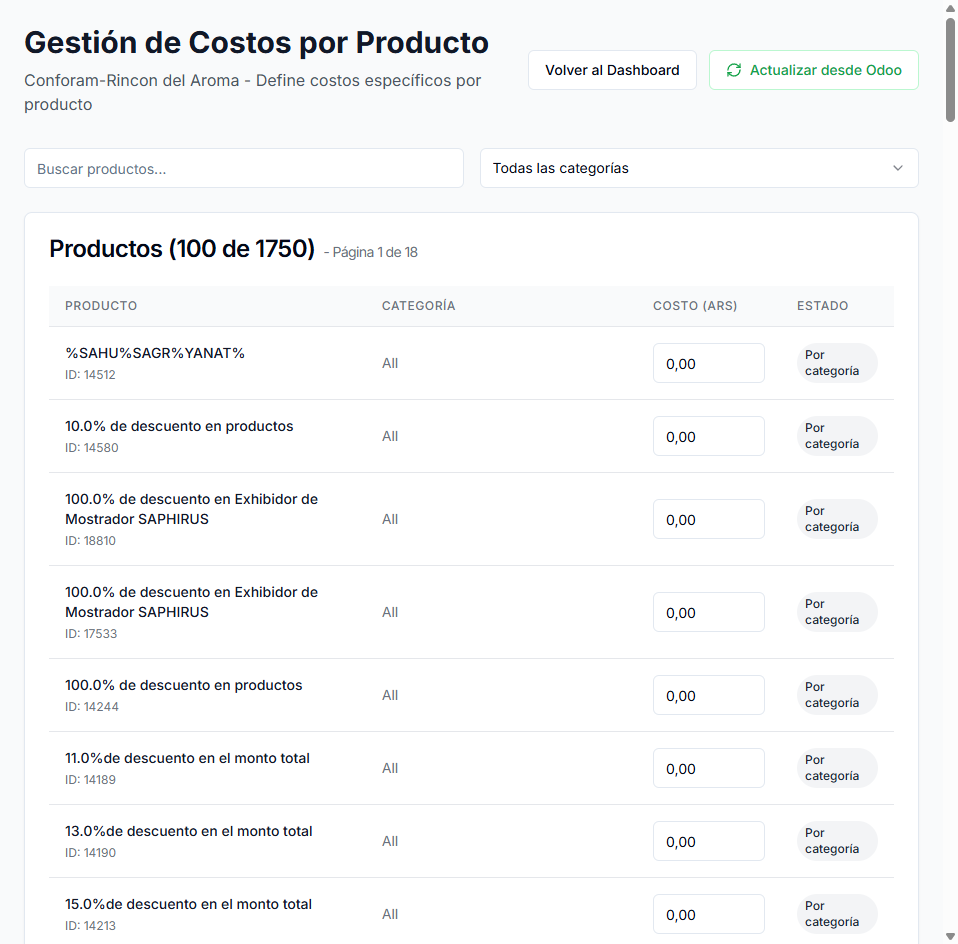 Gestión de Costos por Producto
Conforam-Rincon del Aroma - Define costos específicos por
producto
Volver al Dashboard
Actualizar desde Odoo
Buscar productos...
Todas las categorías
Productos (100 de 1750) - Página 1 de 18
PRODUCTO CATEGORÍA COSTO (ARS) ESTADO
%SAHU%SAGR%YANAT%
ID: 14512
All
0,00
Por
categoría
10.0% de descuento en productos
ID: 14580
All
0,00
Por
categoría
100.0% de descuento en Exhibidor de
Mostrador SAPHIRUS
ID: 18810
All
0,00
Por
categoría
100.0% de descuento en Exhibidor de
Mostrador SAPHIRUS
ID: 17533
All
0,00
Por
categoría
100.0% de descuento en productos
ID: 14244
All
0,00
Por
categoría
11.0%de descuento en el monto total
ID: 14189
All
0,00
Por
categoría
13.0%de descuento en el monto total
ID: 14190
All
0,00
Por
categoría
15.0%de descuento en el monto total
ID: 14213
All
0,00
Por
categoría